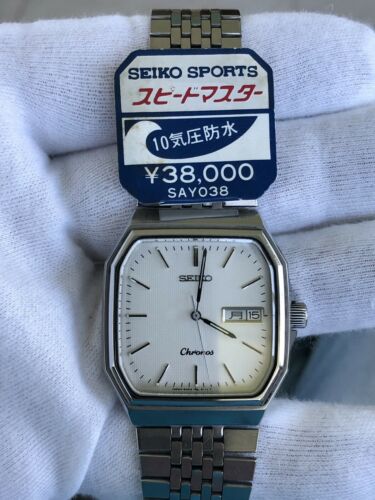 SEIKO SPORTS
スピードマスター
10気圧防水
¥38,000
SAY038
SEIKO
月 15
Chronos